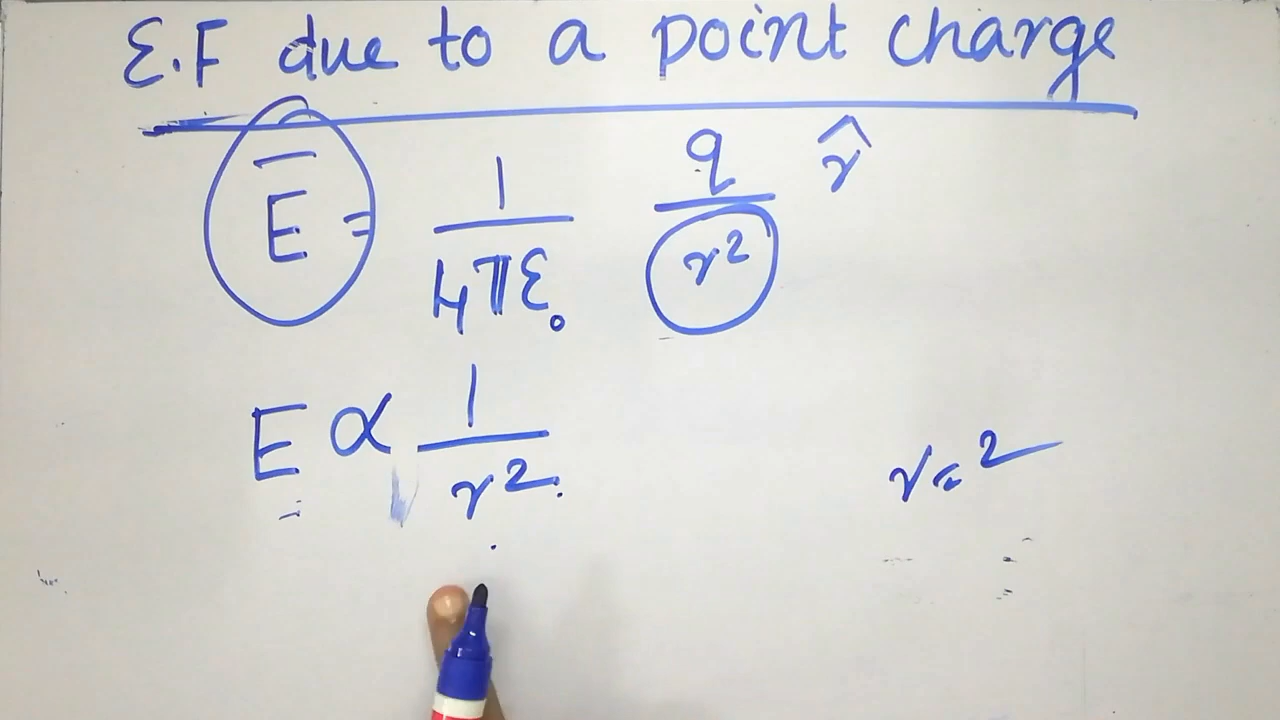 E.F due to a point charge
E̅ = 1/4πε₀ q/r² r̂
E ∝ 1/r²
r = 2